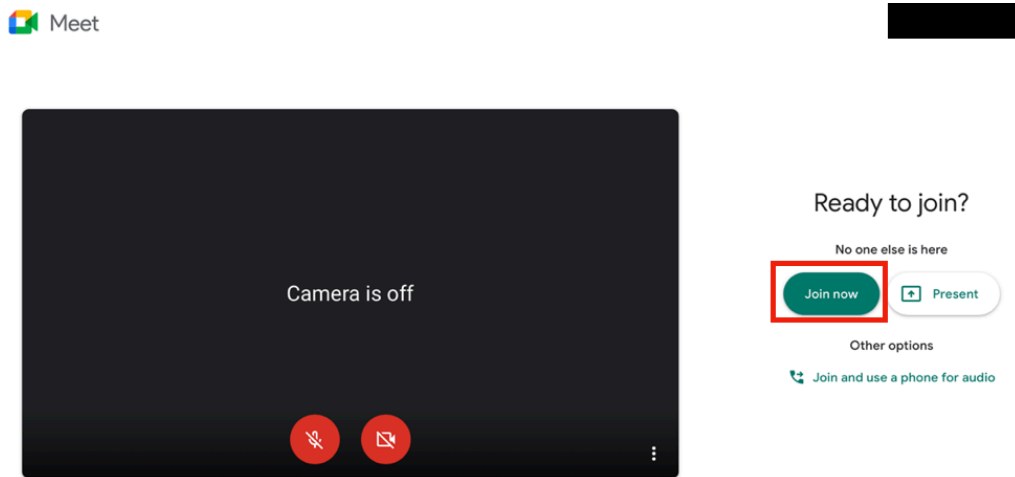 Meet
Camera is off
Ready to join?
No one else is here
Join now
Present
Other options
Join and use a phone for audio